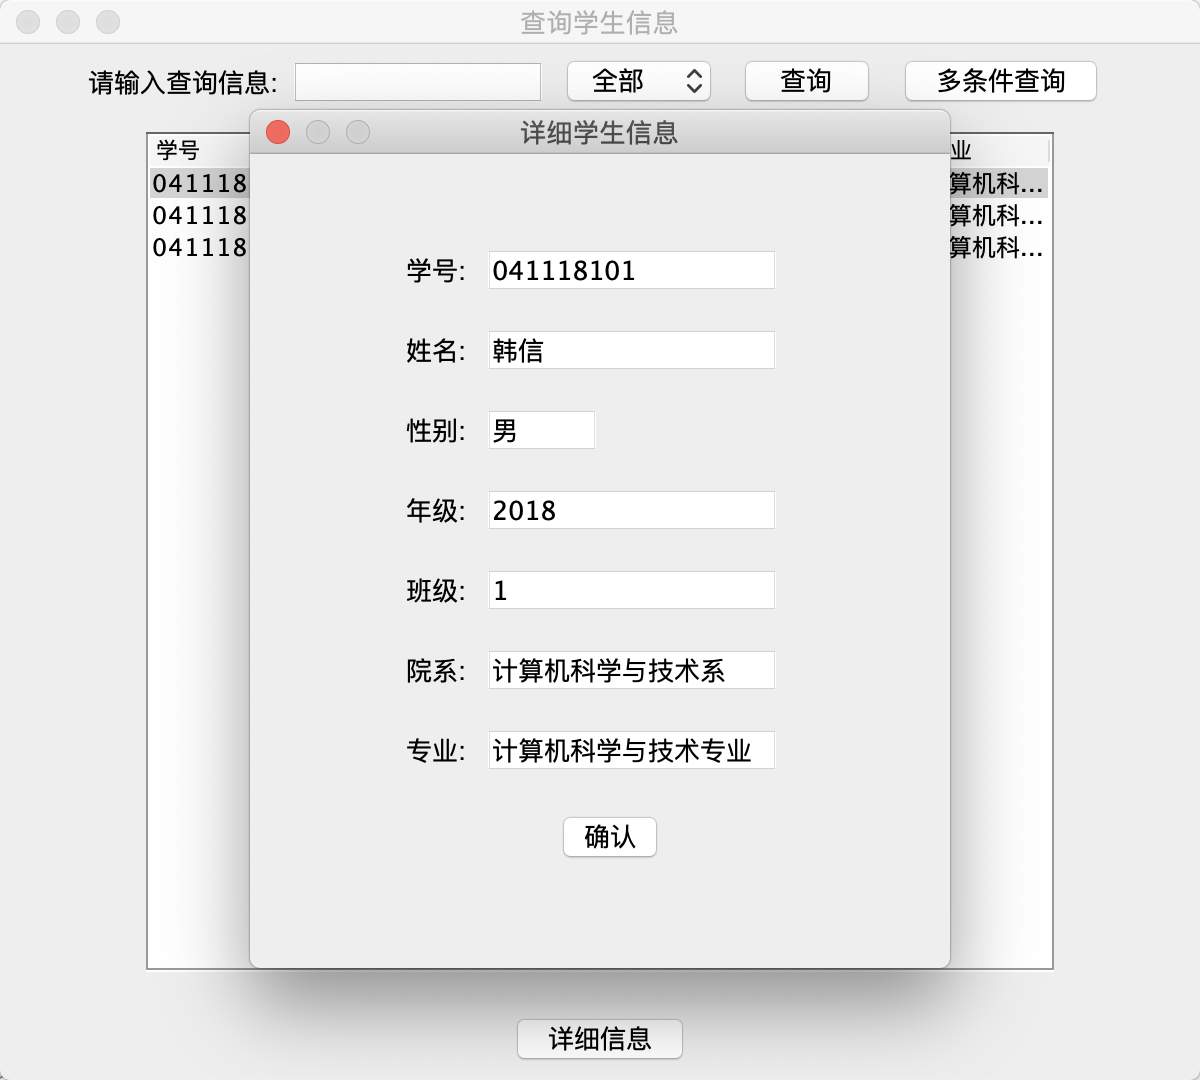 查询学生信息
请输入查询信息: 全部 查询 多条件查询
详细学生信息
学号 业
041118 算机科...
041118 算机科...
041118 算机科...
学号: 041118101
姓名: 韩信
性别: 男
年级: 2018
班级: 1
院系: 计算机科学与技术系
专业: 计算机科学与技术专业
确认
详细信息